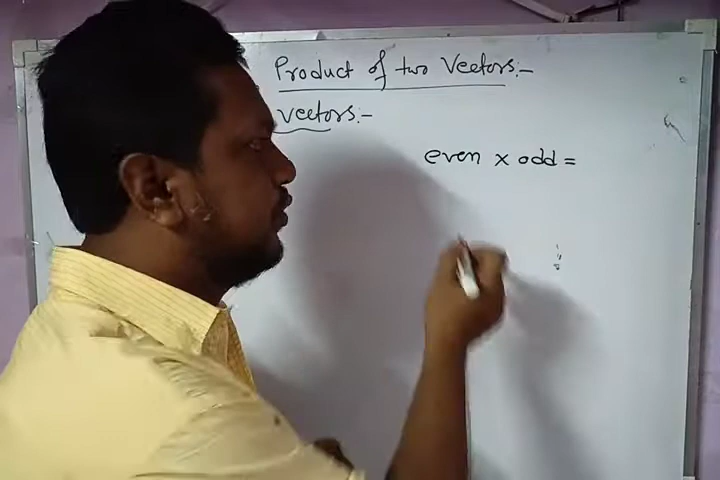 Product of two Vectors:-
vectors:-
even x odd =